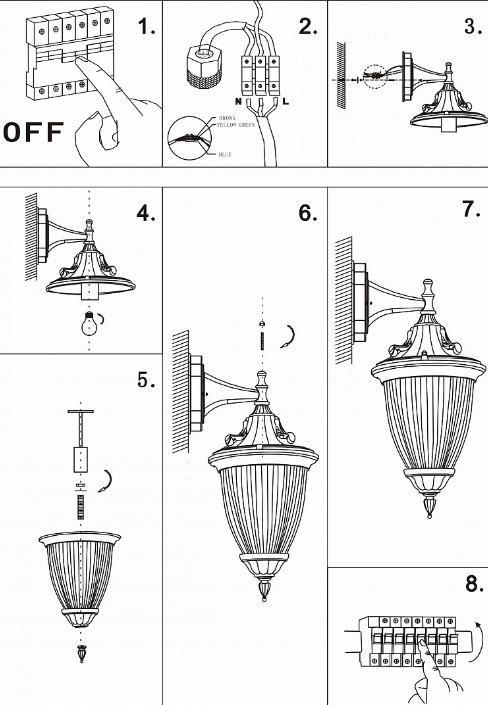 1.
OFF
2.
N L
BROWN
YELLOW GREEN
BLUE
3.
4.
5.
6.
7.
8.